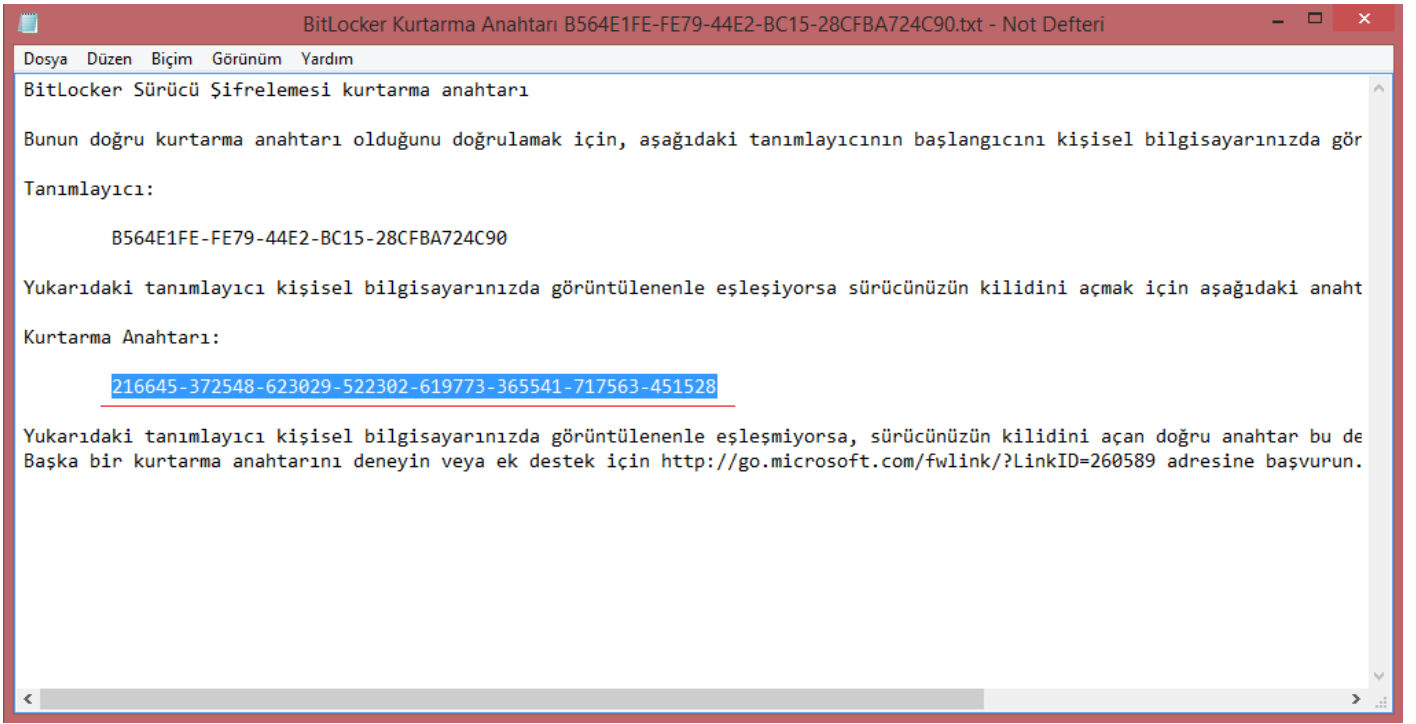 BitLocker Kurtarma Anahtarı B564E1FE-FE79-44E2-BC15-28CFBA724C90.txt - Not Defteri
Dosya Düzen Biçim Görünüm Yardım
BitLocker Sürücü Şifrelemesi kurtarma anahtarı
Bunun doğru kurtarma anahtarı olduğunu doğrulamak için, aşağıdaki tanımlayıcının başlangıcını kişisel bilgisayarınızda gör
Tanımlayıcı:
B564E1FE-FE79-44E2-BC15-28CFBA724C90
Yukarıdaki tanımlayıcı kişisel bilgisayarınızda görüntülenenle eşleşiyorsa sürücünüzün kilidini açmak için aşağıdaki anaht
Kurtarma Anahtarı:
216645-372548-623029-522302-619773-365541-717563-451528
Yukarıdaki tanımlayıcı kişisel bilgisayarınızda görüntülenenle eşleşmiyorsa, sürücünüzün kilidini açan doğru anahtar bu de
Başka bir kurtarma anahtarını deneyin veya ek destek için http://go.microsoft.com/fwlink/?LinkID=260589 adresine başvurun.